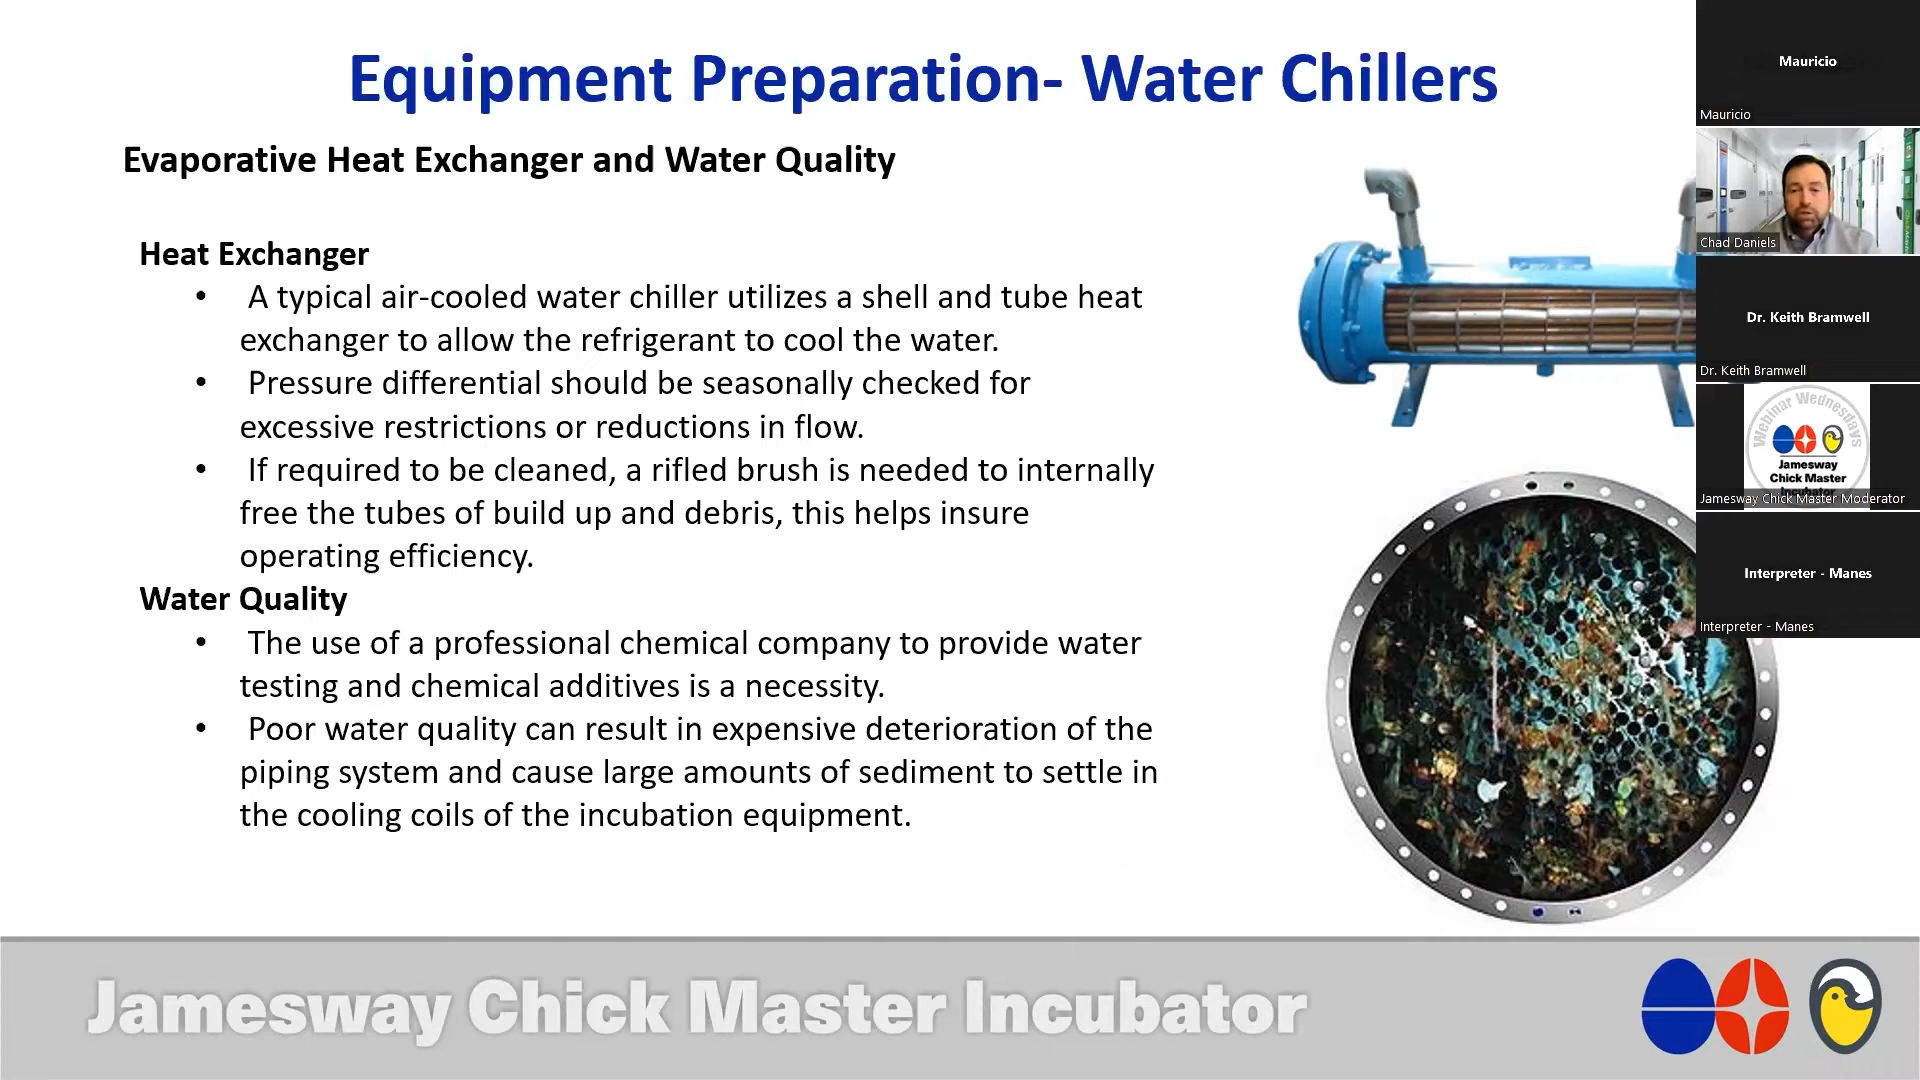 Equipment Preparation- Water Chillers
Evaporative Heat Exchanger and Water Quality
Heat Exchanger
• A typical air-cooled water chiller utilizes a shell and tube heat
exchanger to allow the refrigerant to cool the water.
• Pressure differential should be seasonally checked for
excessive restrictions or reductions in flow.
• If required to be cleaned, a rifled brush is needed to internally
free the tubes of build up and debris, this helps insure
operating efficiency.
Water Quality
• The use of a professional chemical company to provide water
testing and chemical additives is a necessity.
• Poor water quality can result in expensive deterioration of the
piping system and cause large amounts of sediment to settle in
the cooling coils of the incubation equipment.
Jamesway Chick Master Incubator
Mauricio
Mauricio
Chad Daniels
Dr. Keith Bramwell
Dr. Keith Bramwell
Webinar Wednesdays
Jamesway
Chick Master
Jamesway Chick Master Moderator
Interpreter - Manes
Interpreter - Manes